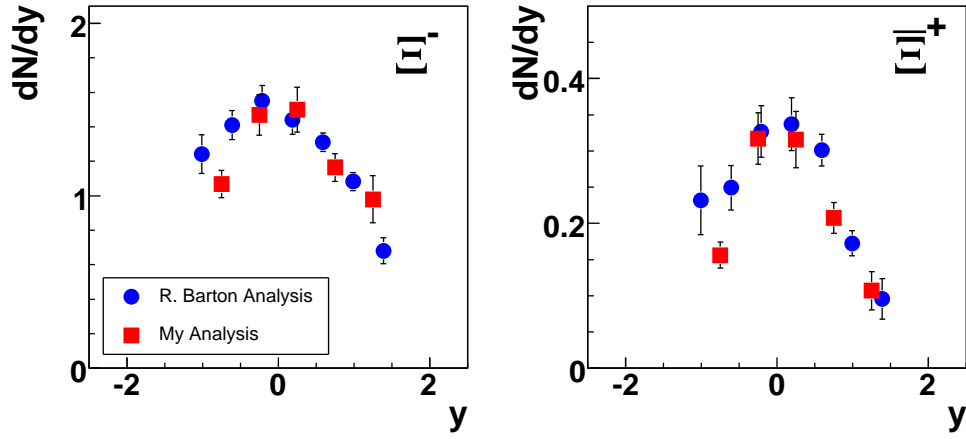 dN/dy
2
1
0
-2
0
2
y
Ξ-
R. Barton Analysis
My Analysis
dN/dy
0.4
0.2
0
-2
0
2
y
Ξ̅+